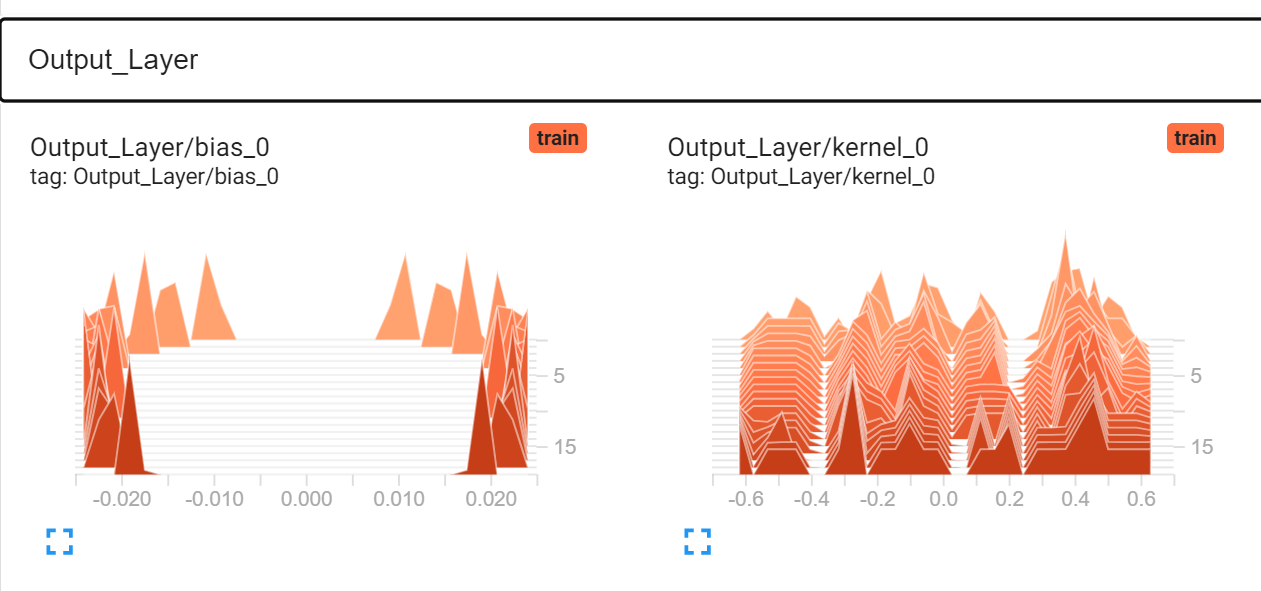 Output_Layer
Output_Layer/bias_0
train
tag: Output_Layer/bias_0
5
15
-0.020 -0.010 0.000 0.010 0.020
Output_Layer/kernel_0
train
tag: Output_Layer/kernel_0
5
15
-0.6 -0.4 -0.2 0.0 0.2 0.4 0.6